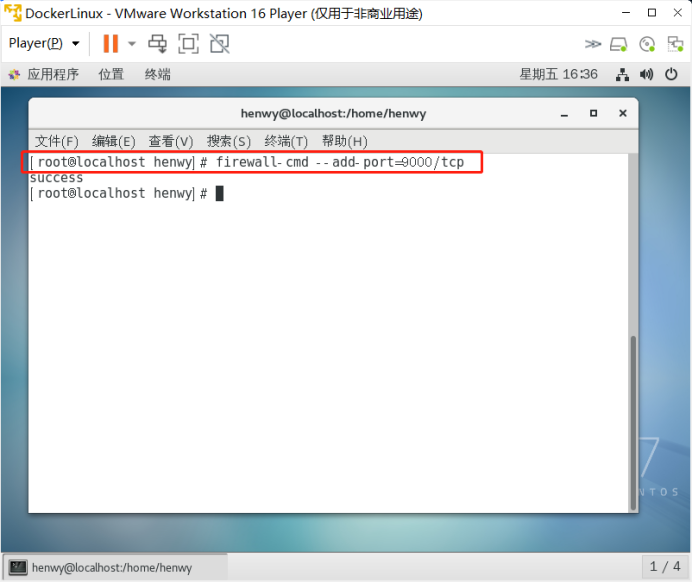 DockerLinux - VMware Workstation 16 Player (仅用于非商业用途)
Player(P)
应用程序 位置 终端 星期五 16:36
henwy@localhost:/home/henwy
文件(F) 编辑(E) 查看(V) 搜索(S) 终端(T) 帮助(H)
[root@localhost henwy]# firewall-cmd --add-port=9000/tcp
success
[root@localhost henwy]#
7
NTOS
henwy@localhost:/home/henwy 1 / 4